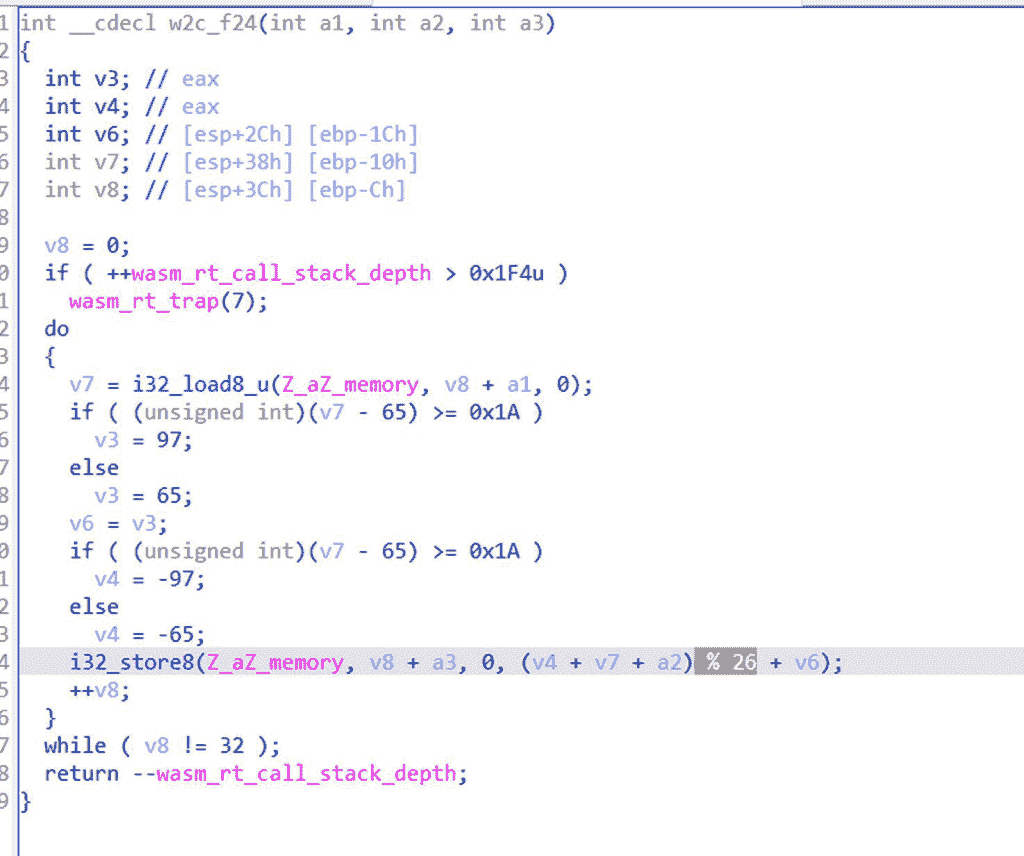 1 int __cdecl w2c_f24(int a1, int a2, int a3)
2 {
3   int v3; // eax
4   int v4; // eax
5   int v6; // [esp+2Ch] [ebp-1Ch]
6   int v7; // [esp+38h] [ebp-10h]
7   int v8; // [esp+3Ch] [ebp-Ch]
8
9   v8 = 0;
0   if ( ++wasm_rt_call_stack_depth > 0x1F4u )
1     wasm_rt_trap(7);
2   do
3   {
4     v7 = i32_load8_u(Z_aZ_memory, v8 + a1, 0);
5     if ( (unsigned int)(v7 - 65) >= 0x1A )
6       v3 = 97;
7     else
8       v3 = 65;
9     v6 = v3;
0     if ( (unsigned int)(v7 - 65) >= 0x1A )
1       v4 = -97;
2     else
3       v4 = -65;
4     i32_store8(Z_aZ_memory, v8 + a3, 0, (v4 + v7 + a2) % 26 + v6);
5     ++v8;
6   }
7   while ( v8 != 32 );
8   return --wasm_rt_call_stack_depth;
9 }